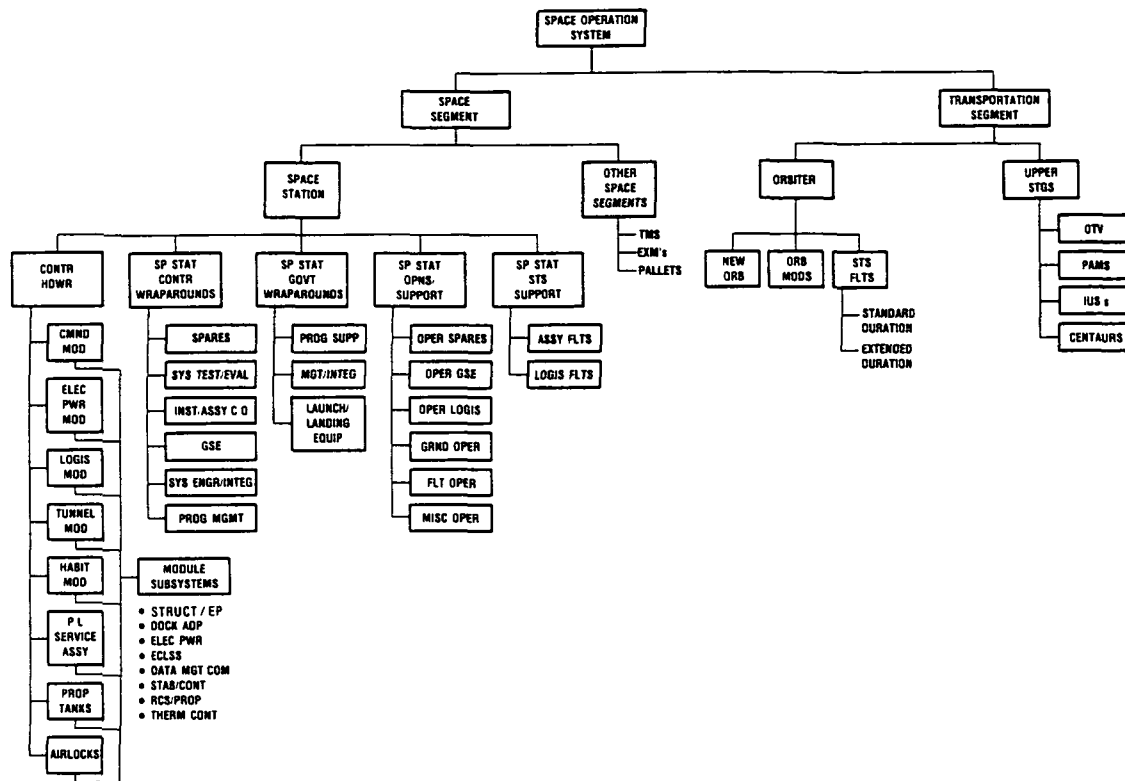 SPACE OPERATION
SYSTEM
SPACE
SEGMENT
TRANSPORTATION
SEGMENT
SPACE
STATION
OTHER
SPACE
SEGMENTS
TMS
EXM's
PALLETS
ORBITER
UPPER
STGS
NEW
ORB
ORB
MODS
STS
FLTS
STANDARD
DURATION
EXTENDED
DURATION
OTV
PAMS
IUS s
CENTAURS
CONTR
HDWR
SP STAT
CONTR
WRAPAROUNDS
SP STAT
GOVT
WRAPAROUNDS
SP STAT
OPNS/
SUPPORT
SP STAT
STS
SUPPORT
CMND
MOD
ELEC
PWR
MOD
LOGIS
MOD
TUNNEL
MOD
HABIT
MOD
P L
SERVICE
ASSY
PROP
TANKS
AIRLOCKS
SPARES
SYS TEST/EVAL
INST-ASSY C O
GSE
SYS ENGR/INTEG
PROG MGMT
PROG SUPP
MGT/INTEG
LAUNCH/
LANDING
EQUIP
OPER SPARES
OPER GSE
OPER LOGIS
GRND OPER
FLT OPER
MISC OPER
ASSY FLTS
LOGIS FLTS
MODULE
SUBSYSTEMS
• STRUCT / EP
• DOCK ADP
• ELEC PWR
• ECLSS
• DATA MGT COM
• STAB/CONT
• RCS/PROP
• THERM CONT